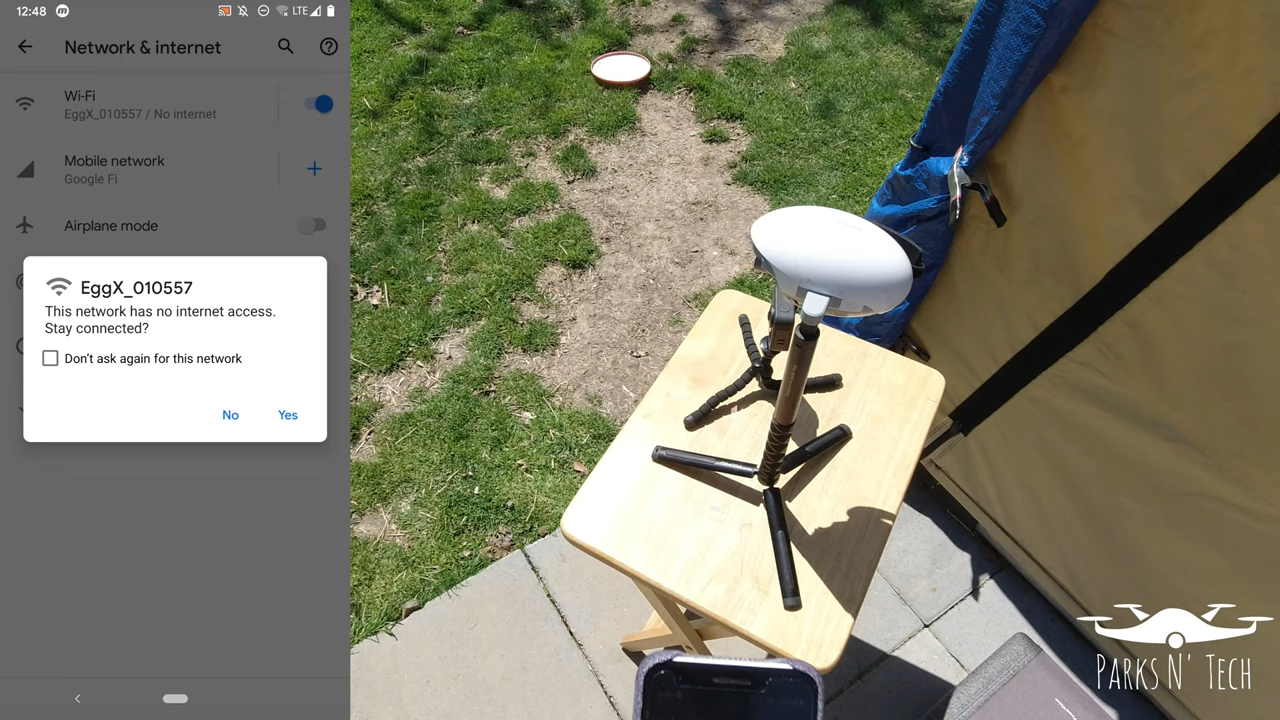 12:48
LTE
Network & internet
Wi-Fi
EggX_010557 / No internet
Mobile network
Google Fi
Airplane mode
EggX_010557
This network has no internet access.
Stay connected?
Don't ask again for this network
No
Yes
PARKS N' TECH